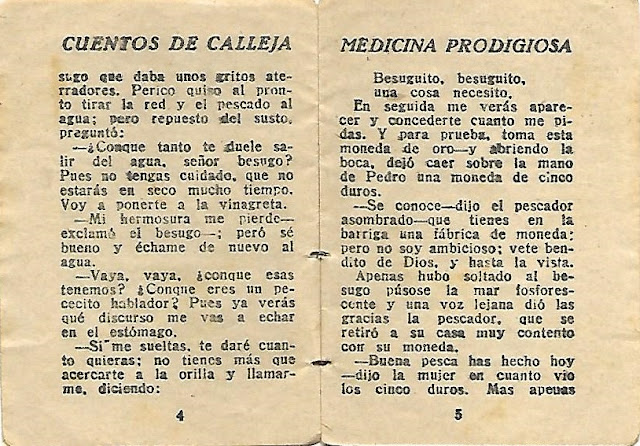 CUENTOS DE CALLEJA
sugo que daba unos gritos ate-
rradores. Perico quiso al pron-
to tirar la red y el pescado al
agua; pero repuesto del susto,
preguntó:
—¿Conque tanto te duele sa-
lir del agua, señor besugo?
Pues no tengas cuidado, que no
estarás en seco mucho tiempo.
Voy a ponerte a la vinagreta.
—Mi hermosura me pierde—
exclamó el besugo—; peró sé
bueno y échame de nuevo al
agua.
—Vaya, vaya, ¿conque esas
tenemos? ¿Conque eres un pe-
cecito hablador? Pues ya verás
qué discurso me vas a echar
en el estómago.
—Si me sueltas, te daré cuan-
to quieras; no tienes más que
acercarte a la orilla y llamar-
me, diciendo:
4
MEDICINA PRODIGIOSA
Besuguito, besuguito,
una cosa necesito.
En seguida me verás apare-
cer y concederte cuanto me pi-
das. Y para prueba, toma esta
moneda de oro—y abriendo la
boca, dejó caer sobre la mano
de Pedro una moneda de cinco
duros.
—Se conoce—dijo el pescador
asombrado—que tienes en la
barriga una fábrica de moneda;
pero no soy ambicioso; vete ben-
dito de Dios, y hasta la vista.
Apenas hubo soltado al be-
sugo púsose la mar fosfores-
cente y una voz lejana dió las
gracias la pescador, que se
retiró a su casa muy contento
con su moneda.
—Buena pesca has hecho hoy
—dijo la mujer en cuanto vio
los cinco duros. Mas apenas
5